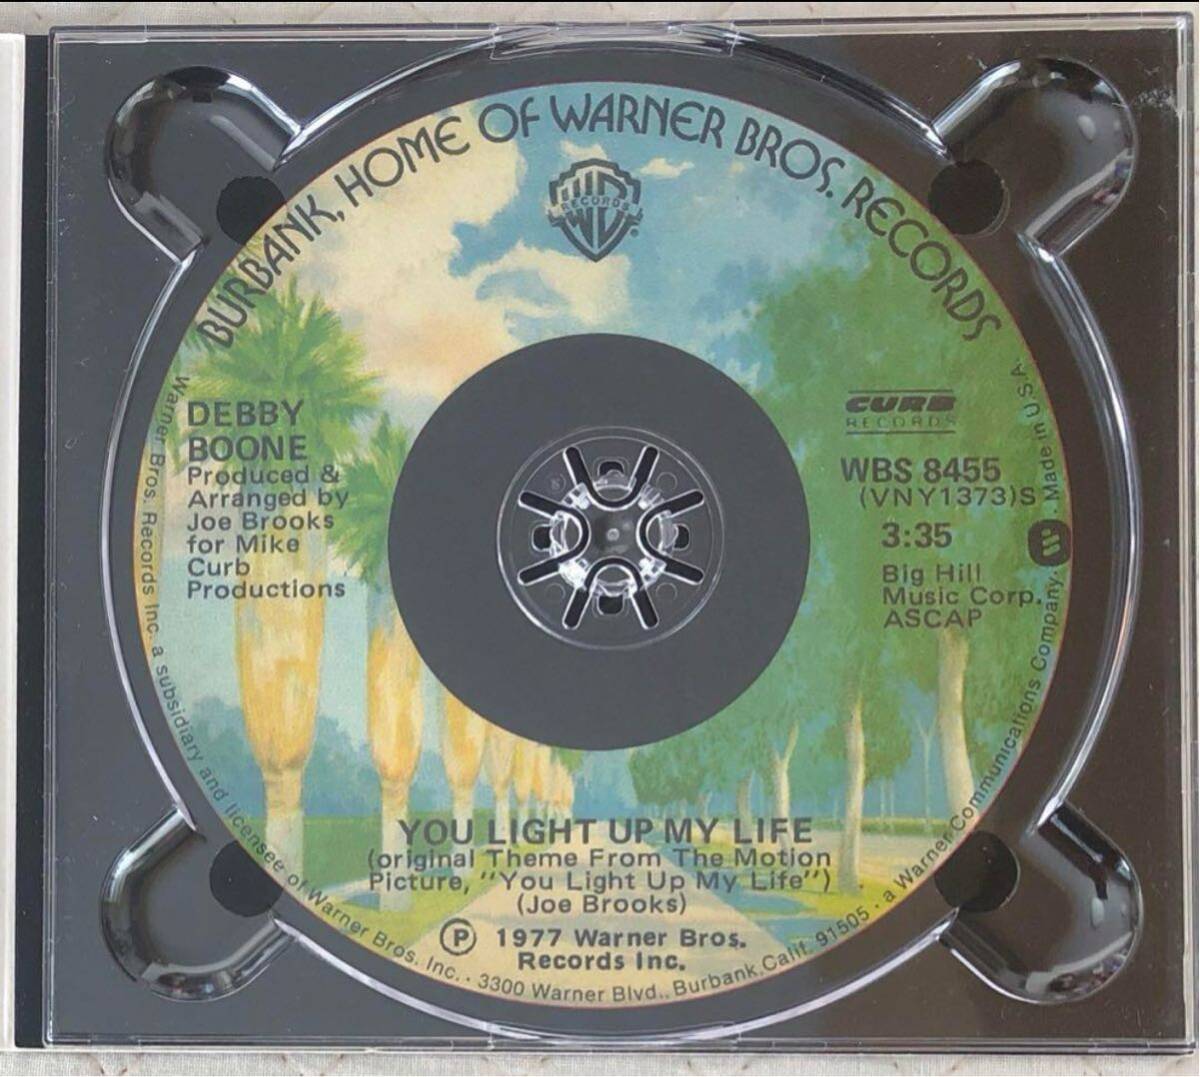 BURBANK, HOME OF WARNER BROS. RECORDS
WB
RECORDS
DEBBY
BOONE
Produced &
Arranged by
Joe Brooks
for Mike
Curb
Productions
CURB
RECORDS
WBS 8455
(VNY1373)S
3:35
Big Hill
Music Corp.
ASCAP
YOU LIGHT UP MY LIFE
(original Theme From The Motion
Picture, "You Light Up My Life")
(Joe Brooks)
Ⓟ 1977 Warner Bros.
Records Inc.
Warner Bros. Records Inc. a subsidiary and licensee of Warner Bros. Inc. · 3300 Warner Blvd., Burbank, Calif. 91505 · a Warner Communications Company. · Made in U.S.A.